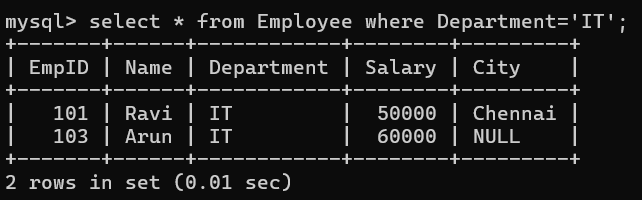 mysql> select * from Employee where Department='IT';
+-------+------+------------+--------+---------+
| EmpID | Name | Department | Salary | City    |
+-------+------+------------+--------+---------+
|   101 | Ravi | IT         |  50000 | Chennai |
|   103 | Arun | IT         |  60000 | NULL    |
+-------+------+------------+--------+---------+
2 rows in set (0.01 sec)